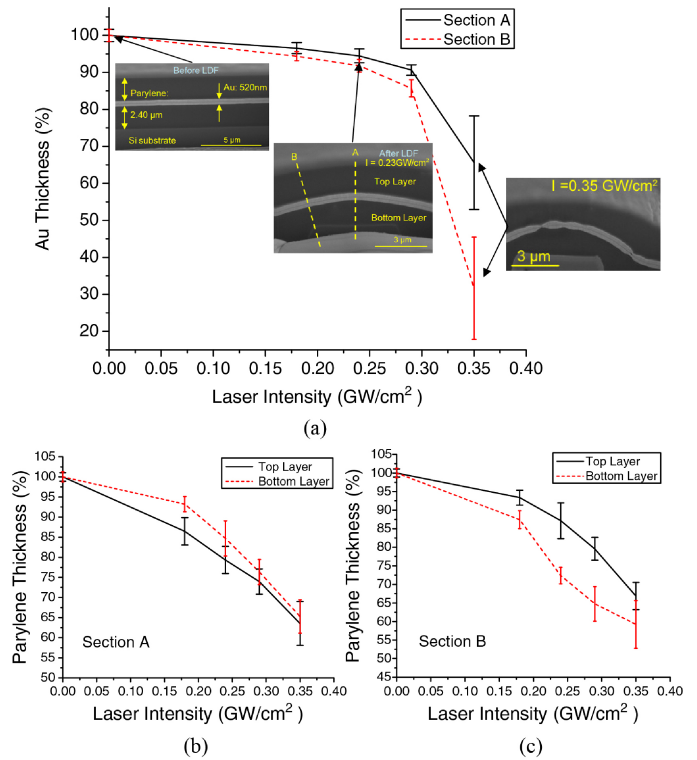 Section A
Section B
100
90
80
70
60
50
40
30
20
Au Thickness (%)
Before LDF
Parylene:
2.40 µm
Au: 520nm
Si substrate
5 µm
B
A
After LDF
I = 0.23GW/cm²
Top Layer
Bottom Layer
3 µm
I =0.35 GW/cm²
3 µm
0.00 0.05 0.10 0.15 0.20 0.25 0.30 0.35 0.40
Laser Intensity (GW/cm² )
(a)
105
100
95
90
85
80
75
70
65
60
55
50
Parylene Thickness (%)
Top Layer
Bottom Layer
Section A
0.00 0.05 0.10 0.15 0.20 0.25 0.30 0.35 0.40
Laser Intensity (GW/cm² )
(b)
105
100
95
90
85
80
75
70
65
60
55
50
45
Parylene Thickness (%)
Top Layer
Bottom Layer
Section B
0.00 0.05 0.10 0.15 0.20 0.25 0.30 0.35 0.40
Laser Intensity (GW/cm² )
(c)